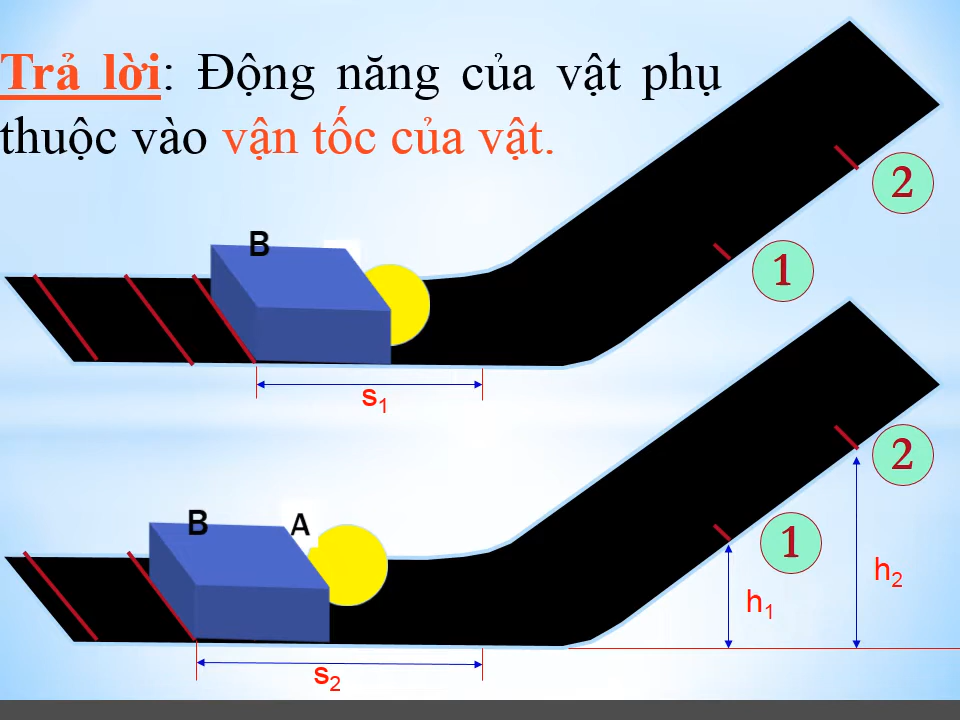 Trả lời: Động năng của vật phụ
thuộc vào vận tốc của vật.
2
B
1
s1
2
B A
1
h2
h1
s2